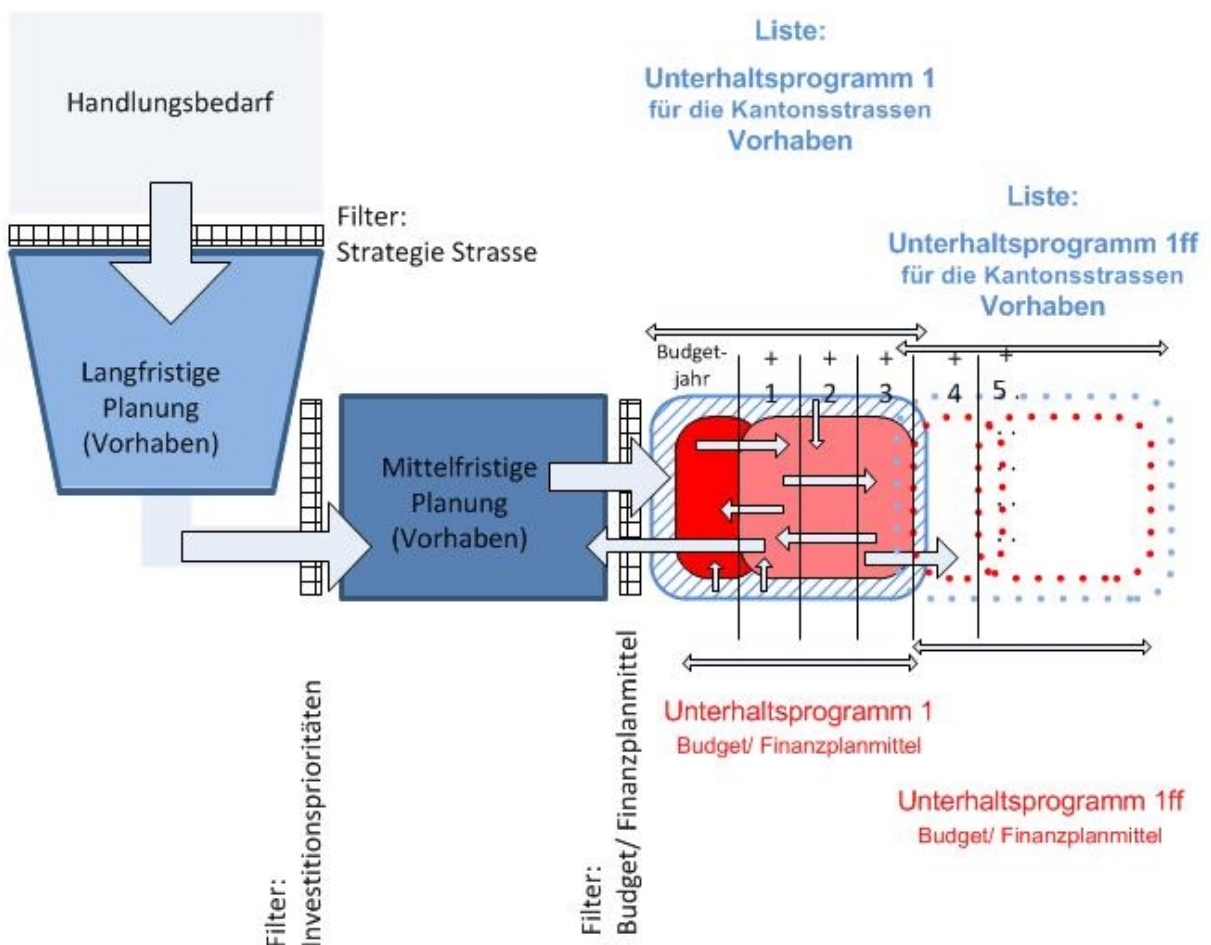 Handlungsbedarf
Filter:
Strategie Strasse
Langfristige
Planung
(Vorhaben)
Mittelfristige
Planung
(Vorhaben)
Filter:
Investitionsprioritäten
Filter:
Budget/ Finanzplanmittel
Liste:
Unterhaltsprogramm 1
für die Kantonsstrassen
Vorhaben
Liste:
Unterhaltsprogramm 1ff
für die Kantonsstrassen
Vorhaben
Budget-
jahr
+
1
+
2
+
3
+
4
+
5.
Unterhaltsprogramm 1
Budget/ Finanzplanmittel
Unterhaltsprogramm 1ff
Budget/ Finanzplanmittel